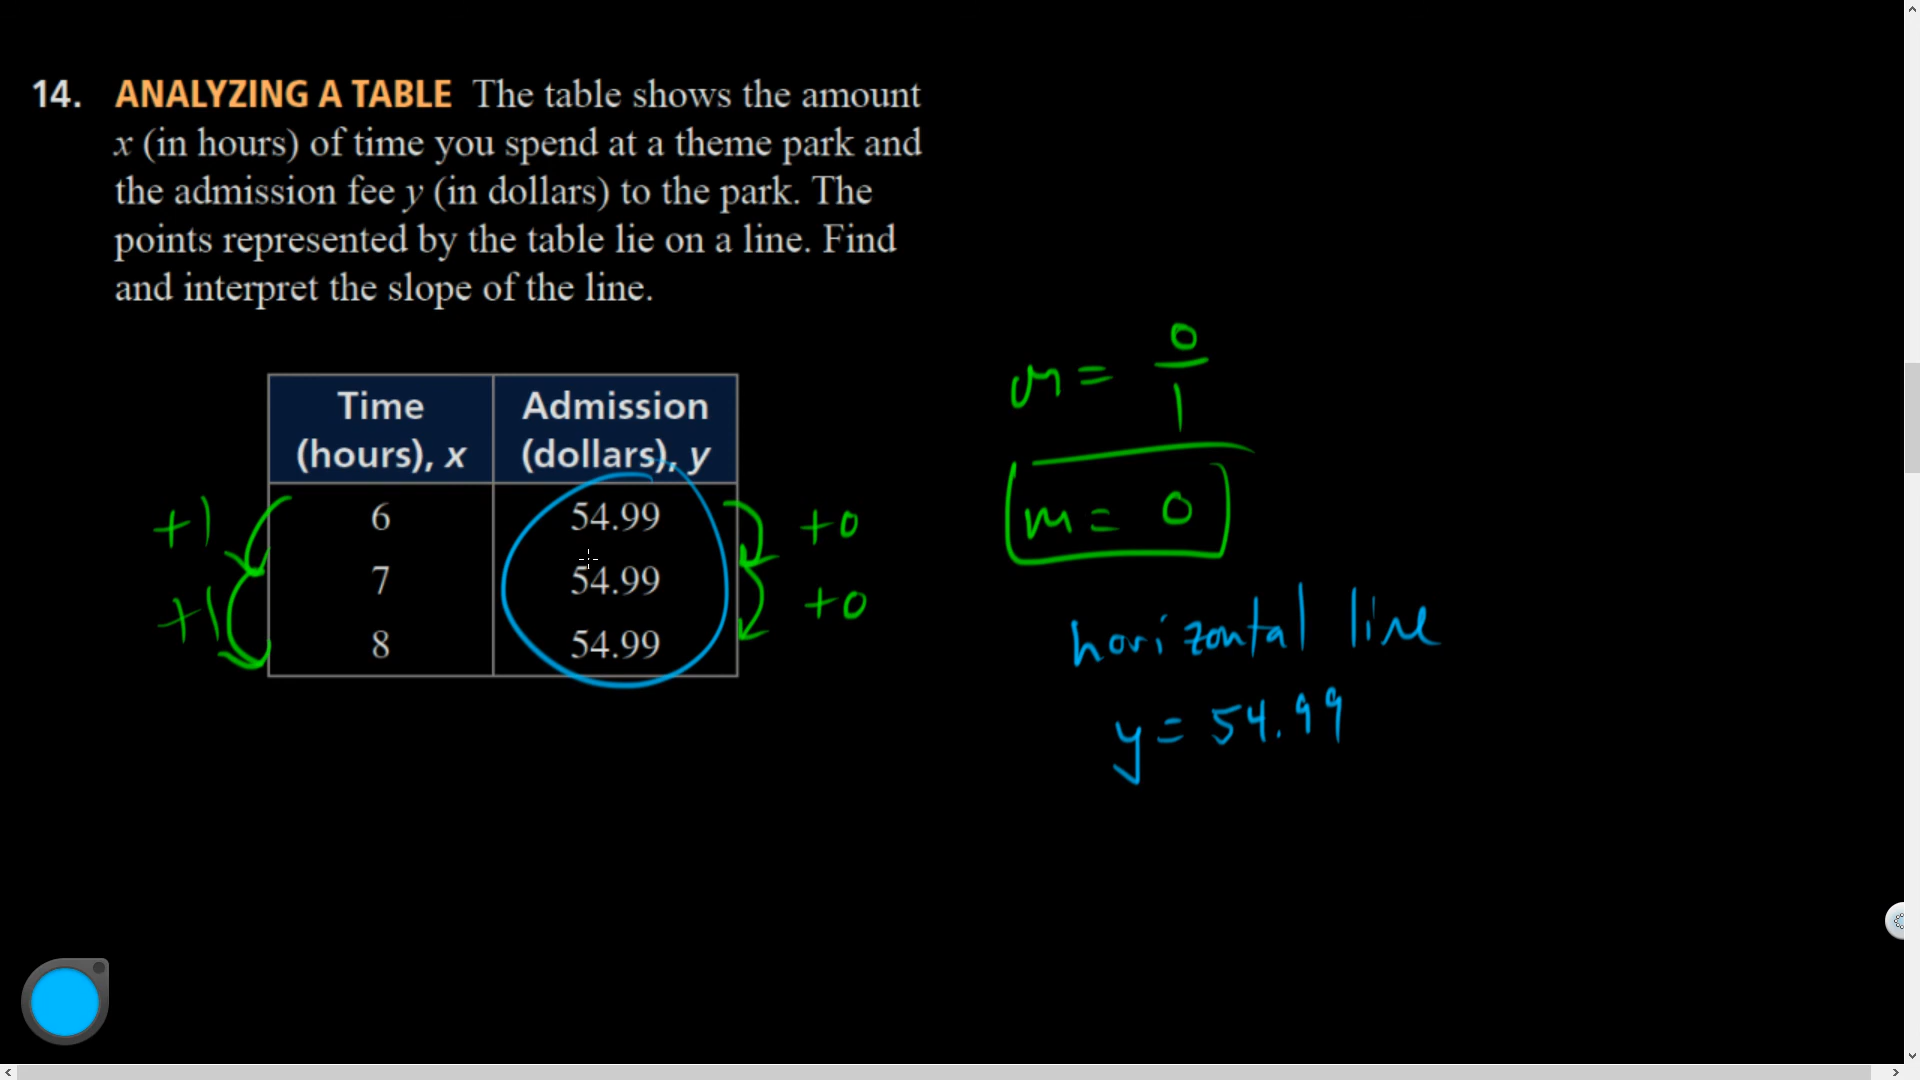 14. ANALYZING A TABLE The table shows the amount
x (in hours) of time you spend at a theme park and
the admission fee y (in dollars) to the park. The
points represented by the table lie on a line. Find
and interpret the slope of the line.
Time (hours), x Admission (dollars), y
6 54.99
7 54.99
8 54.99
+1
+1
+0
+0
m = 0/1
m = 0
horizontal line
y = 54.99